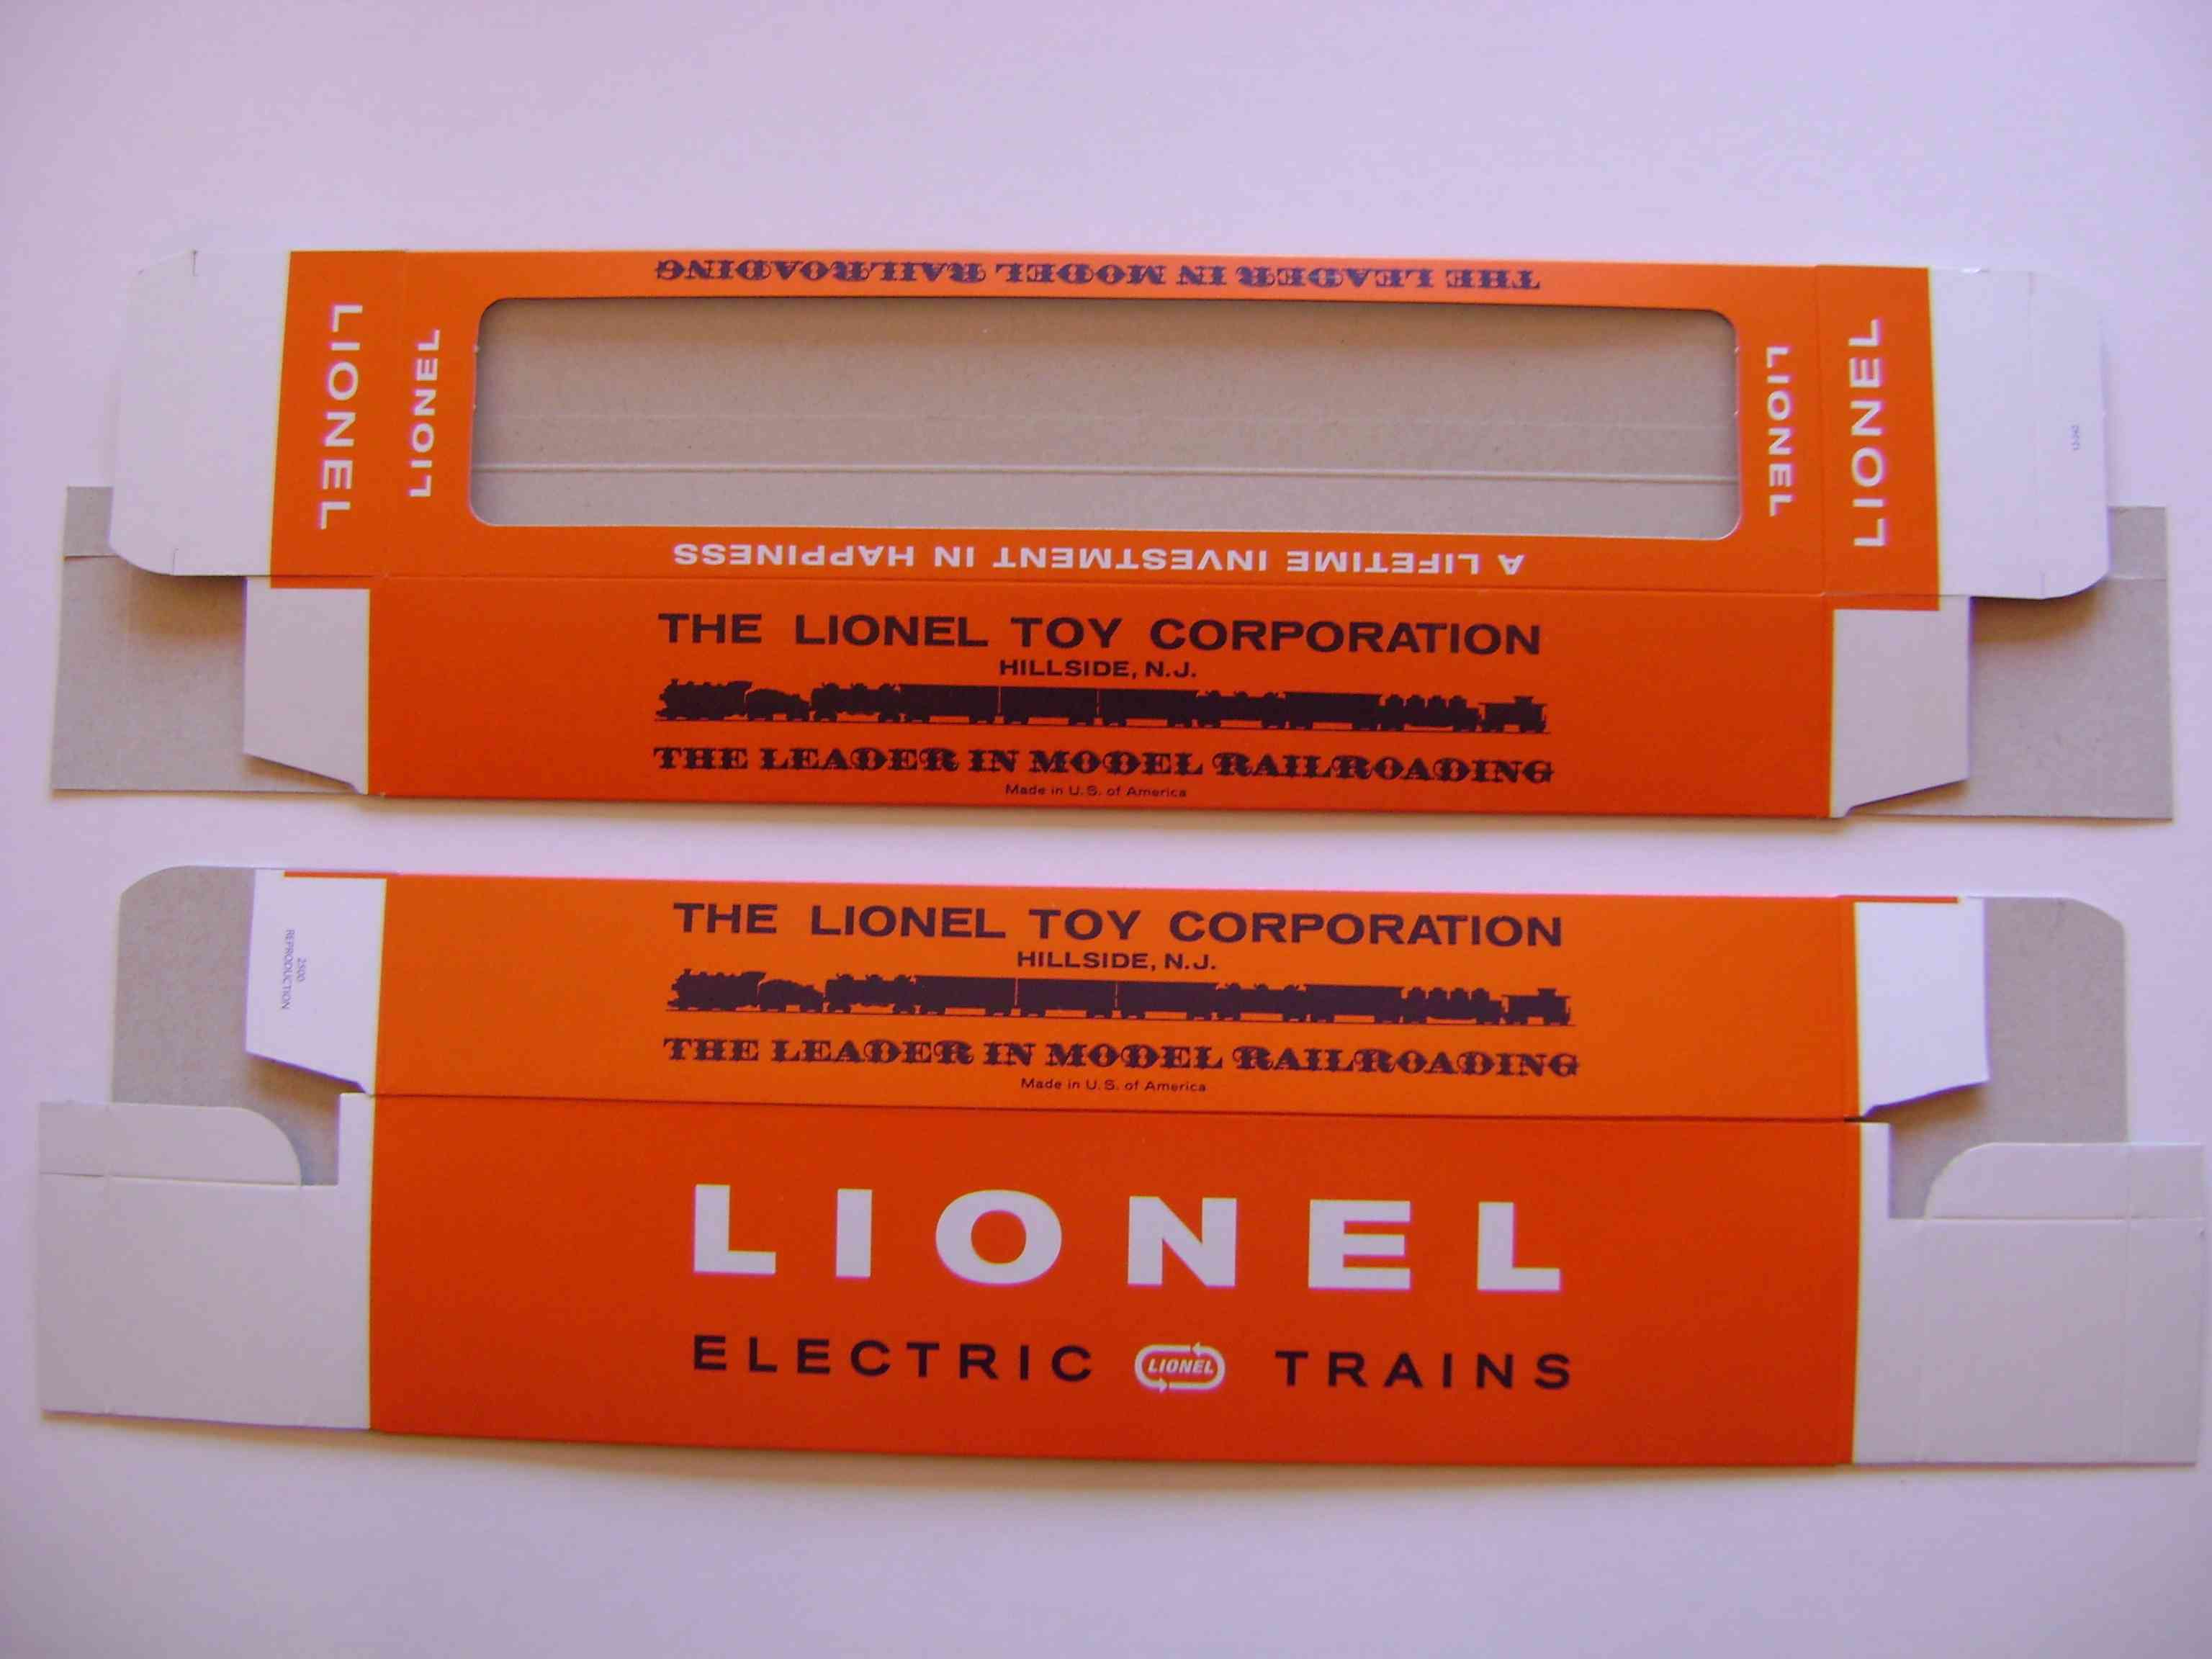 THE LEADER IN MODEL RAILROADING
LIONEL
LIONEL
LIONEL
LIONEL
A LIFETIME INVESTMENT IN HAPPINESS
THE LIONEL TOY CORPORATION
HILLSIDE, N.J.
THE LEADER IN MODEL RAILROADING
Made in U.S. of America
2500
REPRODUCTION
THE LIONEL TOY CORPORATION
HILLSIDE, N.J.
THE LEADER IN MODEL RAILROADING
Made in U.S. of America
LIONEL
ELECTRIC LIONEL TRAINS